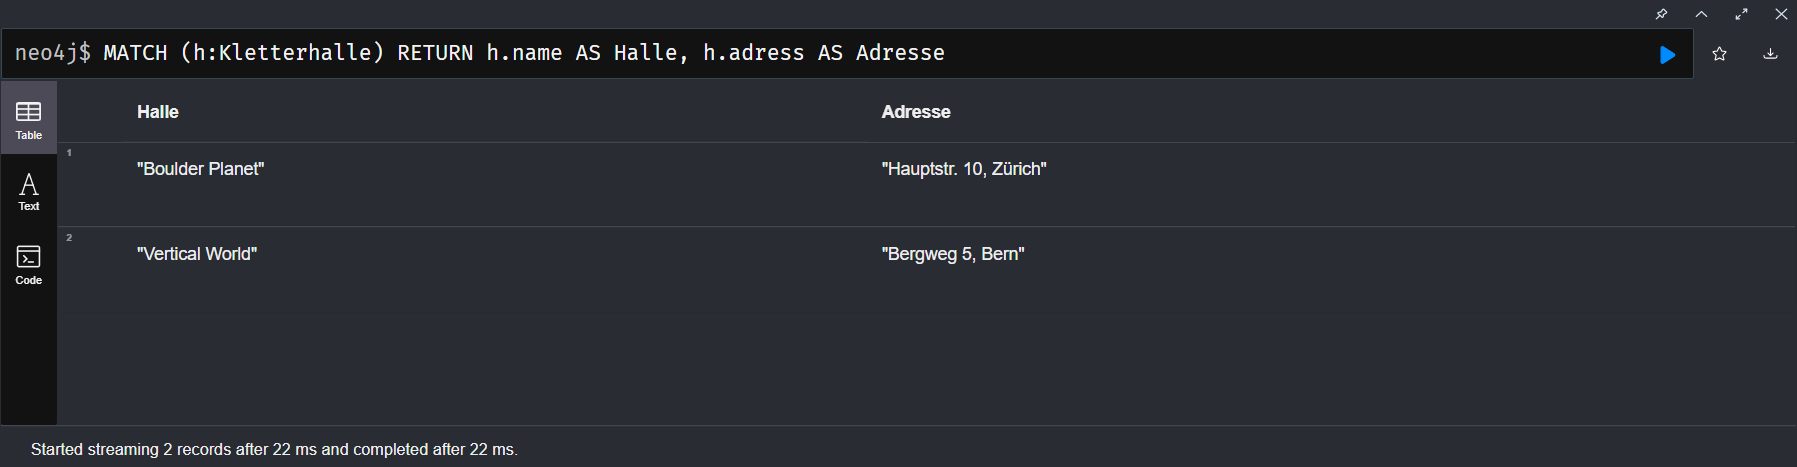 neo4j$ MATCH (h:Kletterhalle) RETURN h.name AS Halle, h.adress AS Adresse
Table
Text
Code
Halle Adresse
1 "Boulder Planet" "Hauptstr. 10, Zürich"
2 "Vertical World" "Bergweg 5, Bern"
Started streaming 2 records after 22 ms and completed after 22 ms.